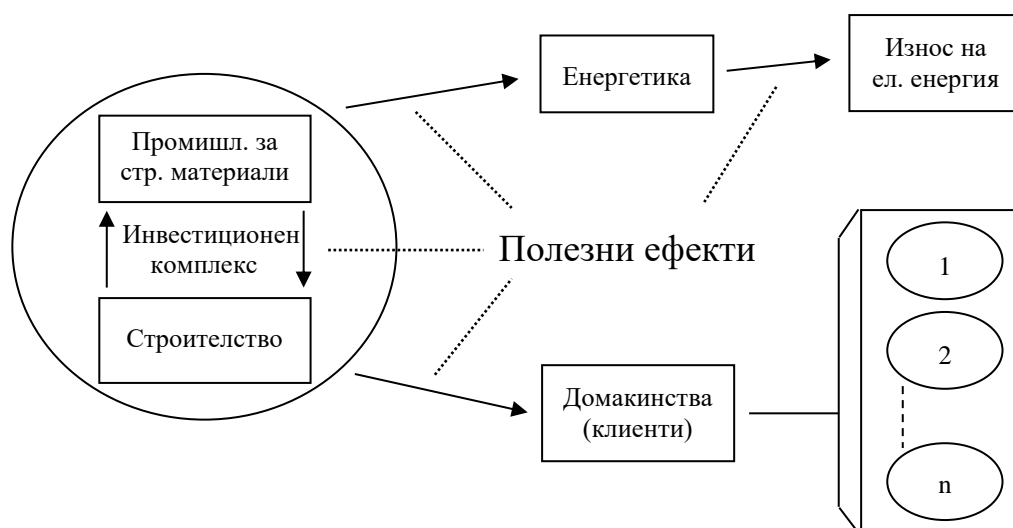 Енергетика
Износ на
ел. енергия
Промишл. за
стр. материали
Инвестиционен
комплекс
Строителство
Полезни ефекти
Домакинства
(клиенти)
1
2
n